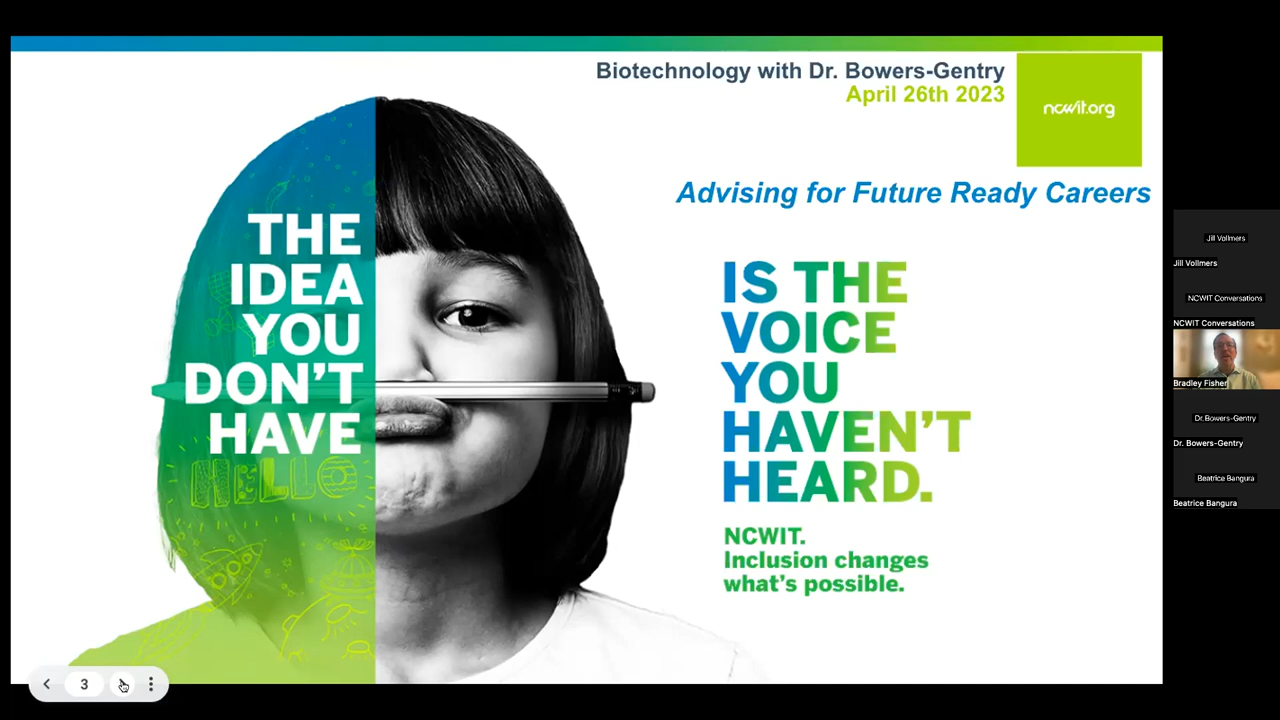 Biotechnology with Dr. Bowers-Gentry
April 26th 2023
ncwit.org
Advising for Future Ready Careers
THE
IDEA
YOU
DON'T
HAVE
HELLO
IS THE
VOICE
YOU
HAVEN'T
HEARD.
NCWIT.
Inclusion changes
what's possible.
Jill Vollmers
Jill Vollmers
NCWIT Conversations
NCWIT Conversations
Bradley Fisher
Dr. Bowers-Gentry
Dr. Bowers-Gentry
Beatrice Bangura
Beatrice Bangura
3